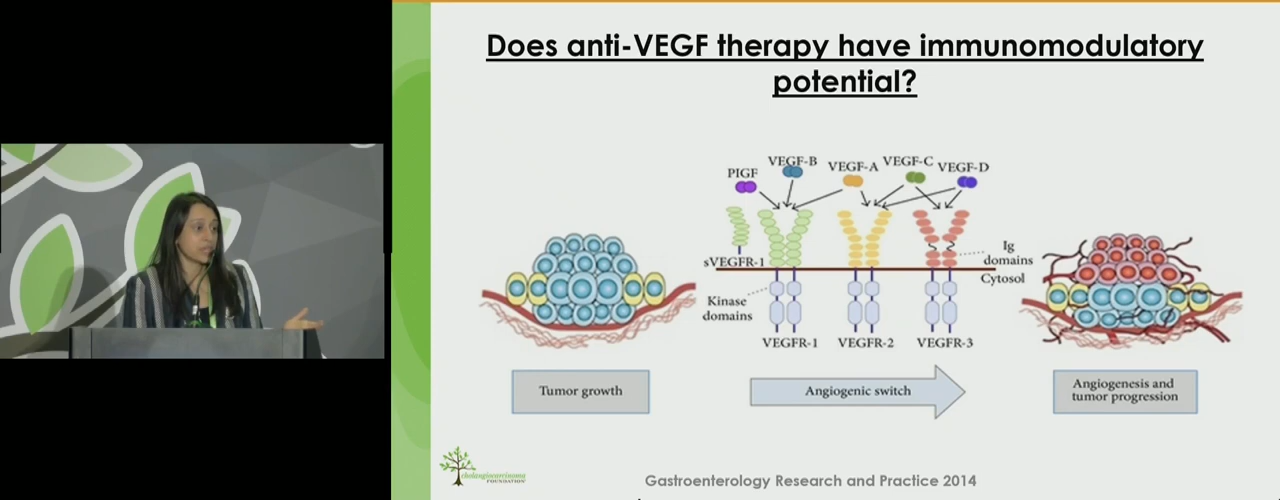 Does anti-VEGF therapy have immunomodulatory
potential?
PlGF
VEGF-B
VEGF-A
VEGF-C
VEGF-D
sVEGFR-1
Ig
domains
Cytosol
Kinase
domains
VEGFR-1
VEGFR-2
VEGFR-3
Tumor growth
Angiogenic switch
Angiogenesis and
tumor progression
cholangiocarcinoma
FOUNDATION
Gastroenterology Research and Practice 2014